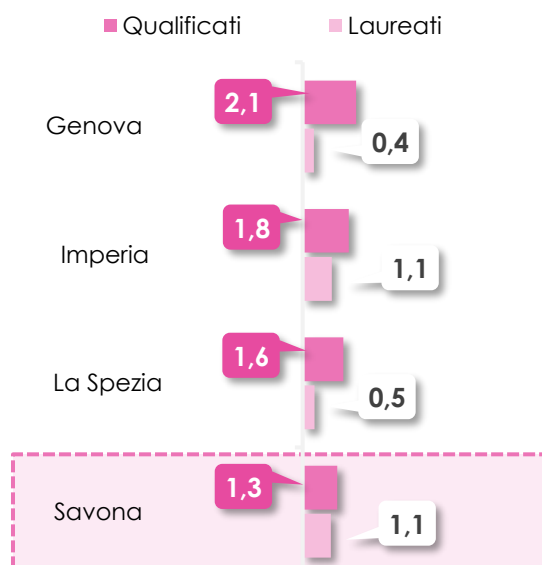 Qualificati Laureati
2,1
Genova
0,4
1,8
Imperia
1,1
1,6
La Spezia
0,5
1,3
Savona
1,1